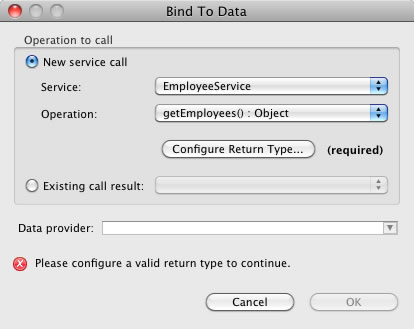 Bind To Data
Operation to call
New service call
Service: EmployeeService
Operation: getEmployees() : Object
Configure Return Type... (required)
Existing call result:
Data provider:
Please configure a valid return type to continue.
Cancel OK